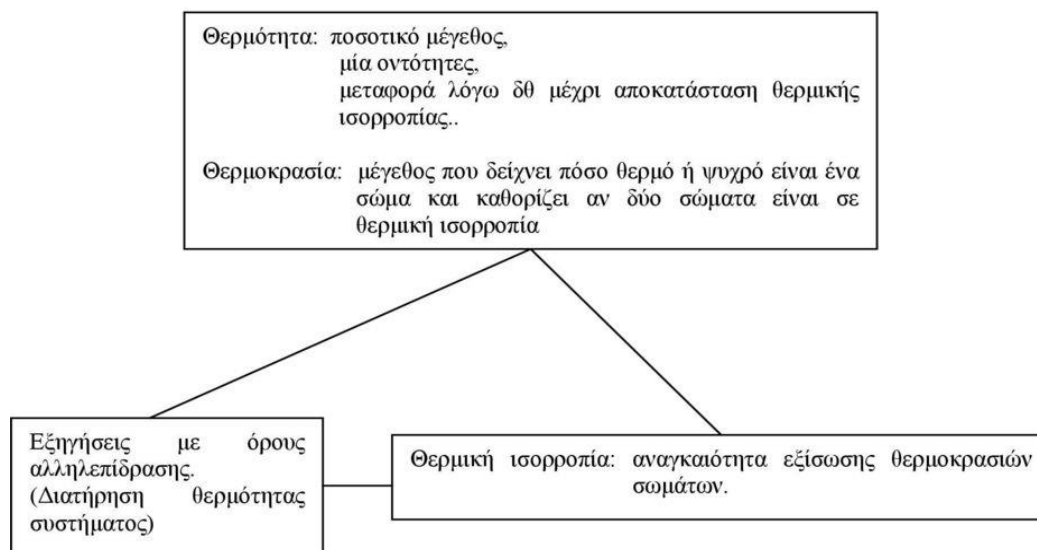 Θερμότητα: ποσοτικό μέγεθος,
μία οντότητες,
μεταφορά λόγω δθ μέχρι αποκατάσταση θερμικής
ισορροπίας..
Θερμοκρασία: μέγεθος που δείχνει πόσο θερμό ή ψυχρό είναι ένα
σώμα και καθορίζει αν δύο σώματα είναι σε
θερμική ισορροπία
Εξηγήσεις με όρους
αλληλεπίδρασης.
(Διατήρηση θερμότητας
συστήματος)
Θερμική ισορροπία: αναγκαιότητα εξίσωσης θερμοκρασιών
σωμάτων.